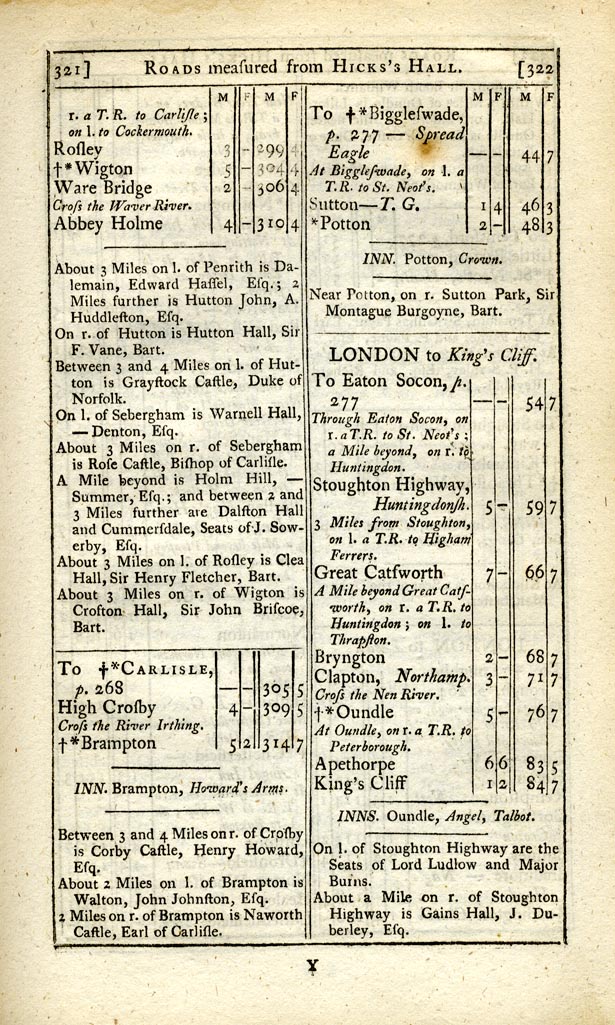 321]
ROADS meaſured from HICKS'S HALL.
[322
M F M F
r. a T. R. to Carliſle;
on l. to Cockermouth.
Roſley 3 – 299 4
†*Wigton 5 – 304 4
Ware Bridge 2 – 306 4
Croſs the Waver River.
Abbey Holme 4 – 310 4
About 3 Miles on l. of Penrith is Da-
lemain, Edward Haſſel, Eſq.; 2
Miles further is Hutton John, A.
Huddleſton, Eſq.
On r. of Hutton is Hutton Hall, Sir
F. Vane, Bart.
Between 3 and 4 Miles on l. of Hut-
ton is Grayſtock Caſtle, Duke of
Norfolk.
On l. of Sebergham is Warnell Hall,
— Denton, Eſq.
About 3 Miles on r. of Sebergham
is Roſe Caſtle, Biſhop of Carliſle.
A Mile beyond is Holm Hill, —
Summer, Eſq.; and between 2 and
3 Miles further are Dalſton Hall
and Cummerſdale, Seats of J. Sow-
erby, Eſq.
About 3 Miles on l. of Roſley is Clea
Hall, Sir Henry Fletcher, Bart.
About 3 Miles on r. of Wigton is
Crofton Hall, Sir John Briſcoe,
Bart.
To †*CARLISLE,
p. 268 — – 305 5
High Croſby 4 – 309 5
Croſs the River Irthing.
†*Brampton 5 2 314 7
INN. Brampton, Howard's Arms.
Between 3 and 4 Miles on r. of Croſby
is Corby Caſtle, Henry Howard,
Eſq.
About 2 Miles on l. of Brampton is
Walton, John Johnſton, Eſq.
2 Miles on r. of Brampton is Naworth
Caſtle, Earl of Carliſle.
M F M F
To †*Biggleſwade,
p. 277 — Spread
Eagle — – 44 7
At Biggleſwade, on l. a
T. R. to St. Neot's.
Sutton—T. G. 1 4 46 3
*Potton 2 – 48 3
INN. Potton, Crown.
Near Potton, on r. Sutton Park, Sir
Montague Burgoyne, Bart.
LONDON to King's Cliff.
To Eaton Socon, p.
277 — – 54 7
Through Eaton Socon, on
r. a T. R. to St. Neot's;
a Mile beyond, on r. to
Huntingdon.
Stoughton Highway,
Huntingdonſh. 5 – 59 7
3 Miles from Stoughton,
on l. a T. R. to Higham
Ferrers.
Great Catſworth 7 – 66 7
A Mile beyond Great Catſ-
worth, on r. a T. R. to
Huntingdon; on l. to
Thrapſton.
Bryngton 2 – 68 7
Clapton, Northamp. 3 – 71 7
Croſs the Nen River.
†*Oundle 5 – 76 7
At Oundle, on r. a T. R. to
Peterborough.
Apethorpe 6 6 83 5
King's Cliff 1 2 84 7
INNS. Oundle, Angel, Talbot.
On l. of Stoughton Highway are the
Seats of Lord Ludlow and Major
Burns.
About a Mile on r. of Stoughton
Highway is Gains Hall, J. Du-
berley, Eſq.
Y